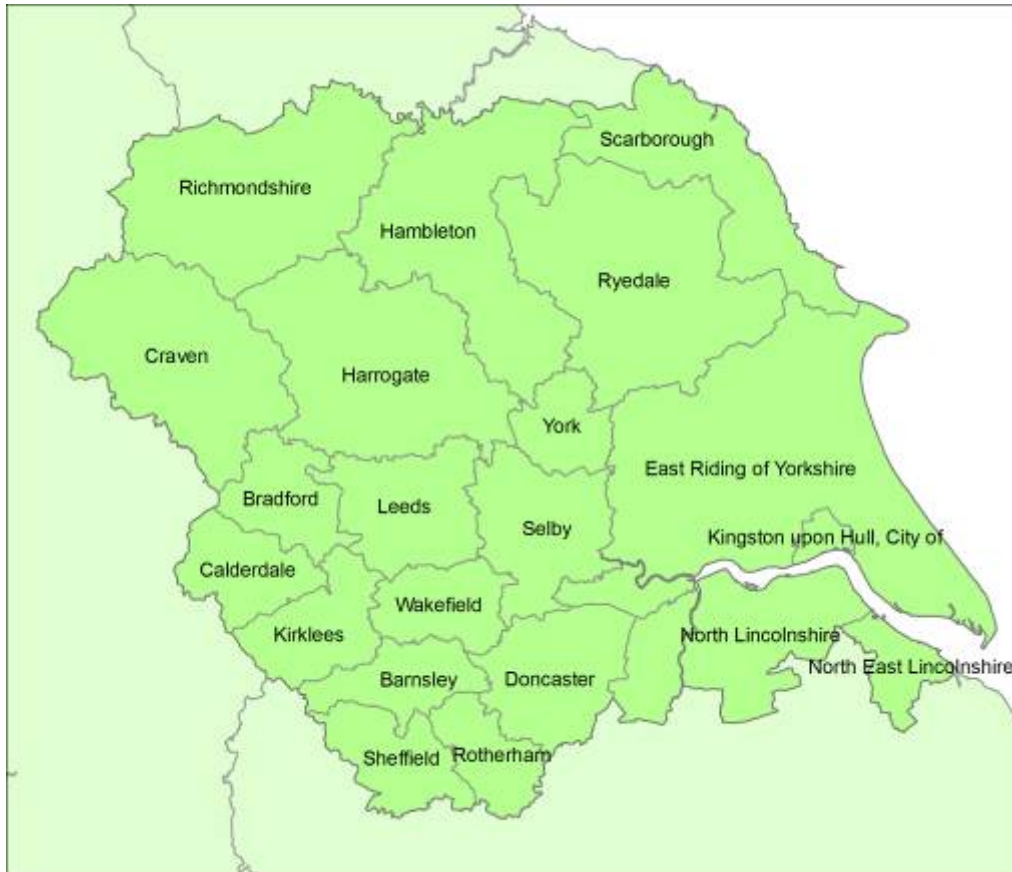 Scarborough
Richmondshire
Hambleton
Ryedale
Craven
Harrogate
York
East Riding of Yorkshire
Bradford
Leeds
Selby
Kingston upon Hull, City of
Calderdale
Wakefield
Kirklees
North Lincolnshire
North East Lincolnshire
Barnsley
Doncaster
Sheffield
Rotherham